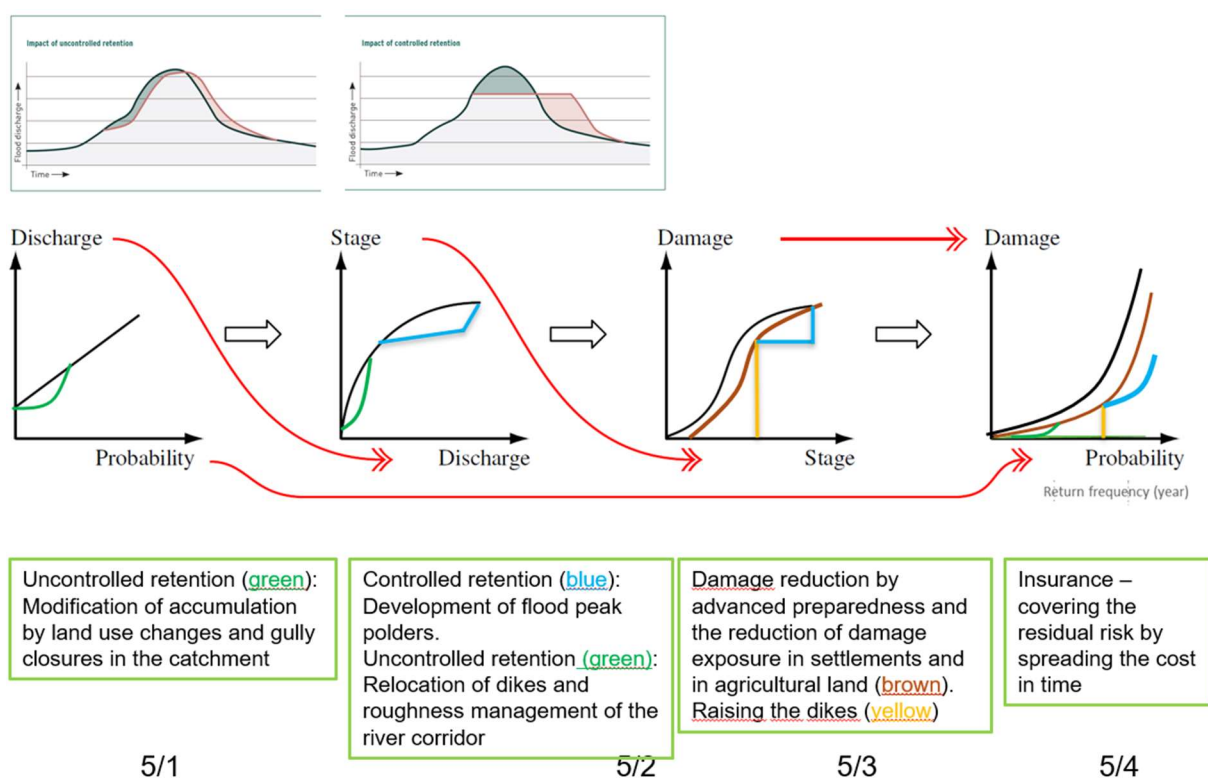 Impact of uncontrolled retention
Flood discharge
Time
Impact of controlled retention
Flood discharge
Time
Discharge
Probability
Stage
Discharge
Damage
Stage
Damage
Probability
Return frequency (year)
Uncontrolled retention (green):
Modification of accumulation
by land use changes and gully
closures in the catchment
Controlled retention (blue):
Development of flood peak
polders.
Uncontrolled retention (green):
Relocation of dikes and
roughness management of the
river corridor
Damage reduction by
advanced preparedness and
the reduction of damage
exposure in settlements and
in agricultural land (brown).
Raising the dikes (yellow)
Insurance –
covering the
residual risk by
spreading the cost
in time
5/1
5/2
5/3
5/4